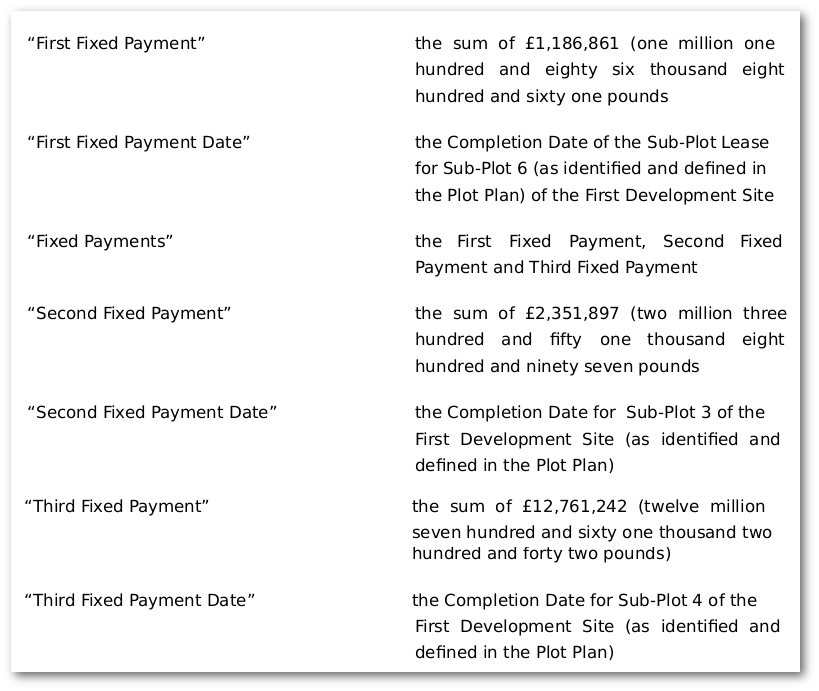 “First Fixed Payment” the sum of £1,186,861 (one million one
hundred and eighty six thousand eight
hundred and sixty one pounds
“First Fixed Payment Date” the Completion Date of the Sub-Plot Lease
for Sub-Plot 6 (as identified and defined in
the Plot Plan) of the First Development Site
“Fixed Payments” the First Fixed Payment, Second Fixed
Payment and Third Fixed Payment
“Second Fixed Payment” the sum of £2,351,897 (two million three
hundred and fifty one thousand eight
hundred and ninety seven pounds
“Second Fixed Payment Date” the Completion Date for Sub-Plot 3 of the
First Development Site (as identified and
defined in the Plot Plan)
“Third Fixed Payment” the sum of £12,761,242 (twelve million
seven hundred and sixty one thousand two
hundred and forty two pounds)
“Third Fixed Payment Date” the Completion Date for Sub-Plot 4 of the
First Development Site (as identified and
defined in the Plot Plan)